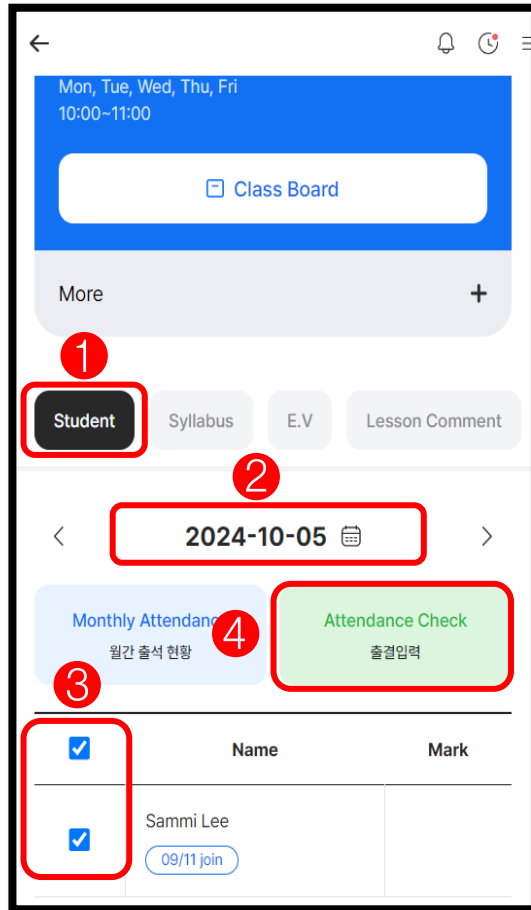 Mon, Tue, Wed, Thu, Fri
10:00~11:00
Class Board
More
1
Student
Syllabus
E.V
Lesson Comment
2
2024-10-05
Monthly Attendanc
월간 출석 현황
4
Attendance Check
출결입력
3
Name
Mark
Sammi Lee
09/11 join